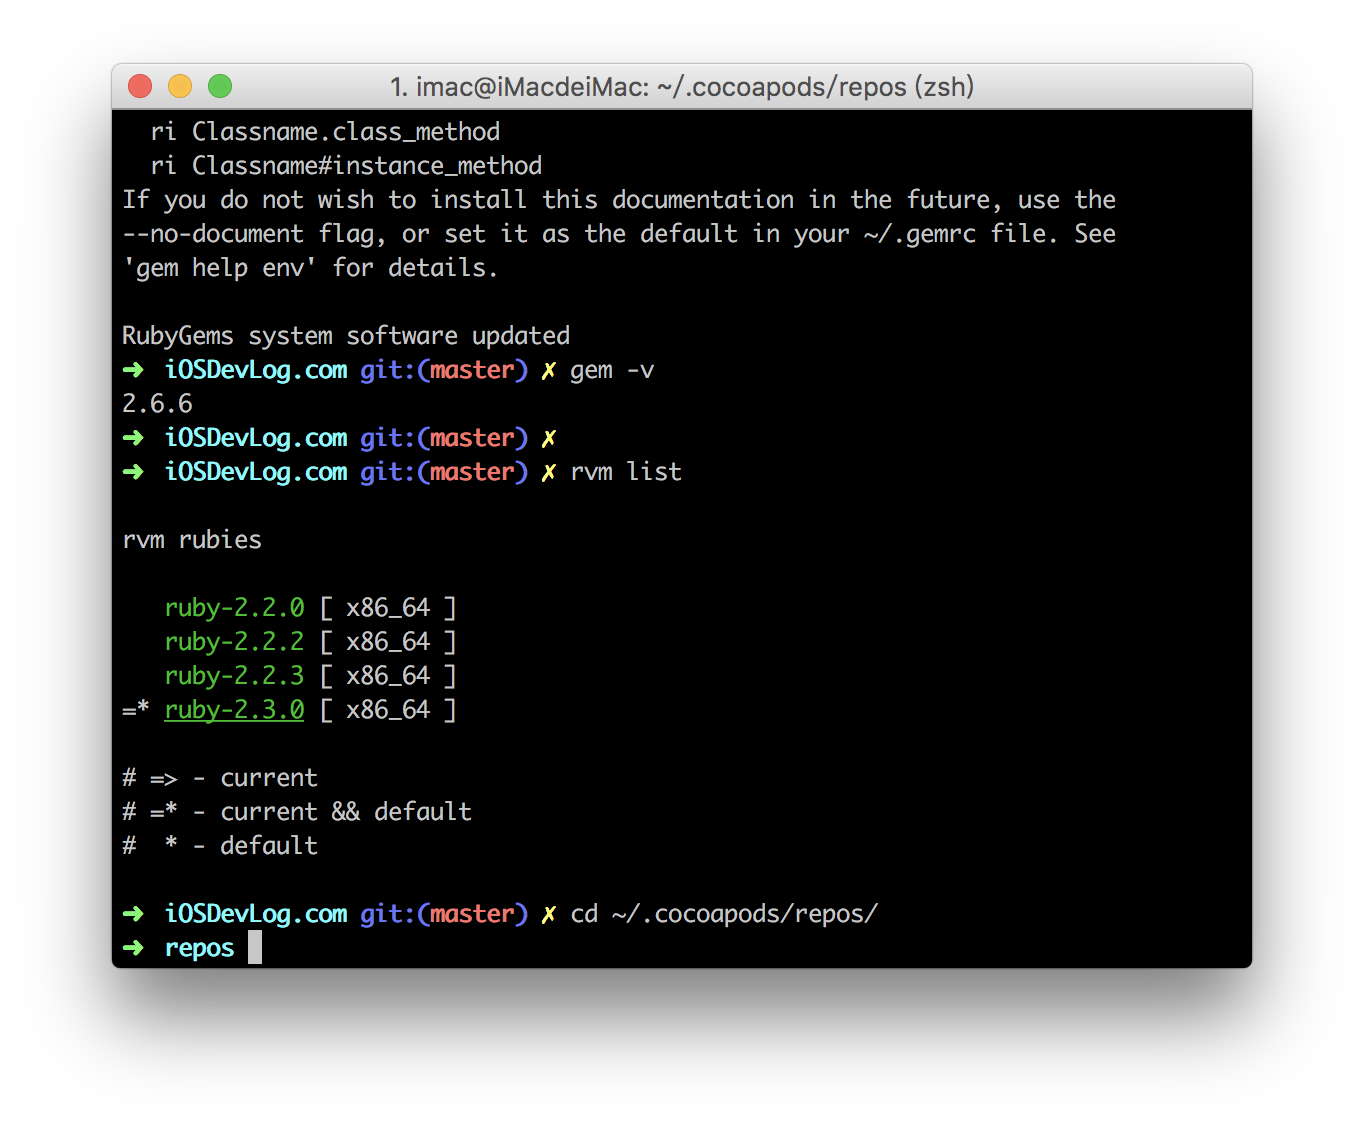 1. imac@iMacdeiMac: ~/.cocoapods/repos (zsh)
ri Classname.class_method
ri Classname#instance_method
If you do not wish to install this documentation in the future, use the
--no-document flag, or set it as the default in your ~/.gemrc file. See
'gem help env' for details.
RubyGems system software updated
➜ iOSDevLog.com git:(master) ✗ gem -v
2.6.6
➜ iOSDevLog.com git:(master) ✗
➜ iOSDevLog.com git:(master) ✗ rvm list
rvm rubies
ruby-2.2.0 [ x86_64 ]
ruby-2.2.2 [ x86_64 ]
ruby-2.2.3 [ x86_64 ]
=* ruby-2.3.0 [ x86_64 ]
# => - current
# =* - current && default
#  * - default
➜ iOSDevLog.com git:(master) ✗ cd ~/.cocoapods/repos/
➜ repos